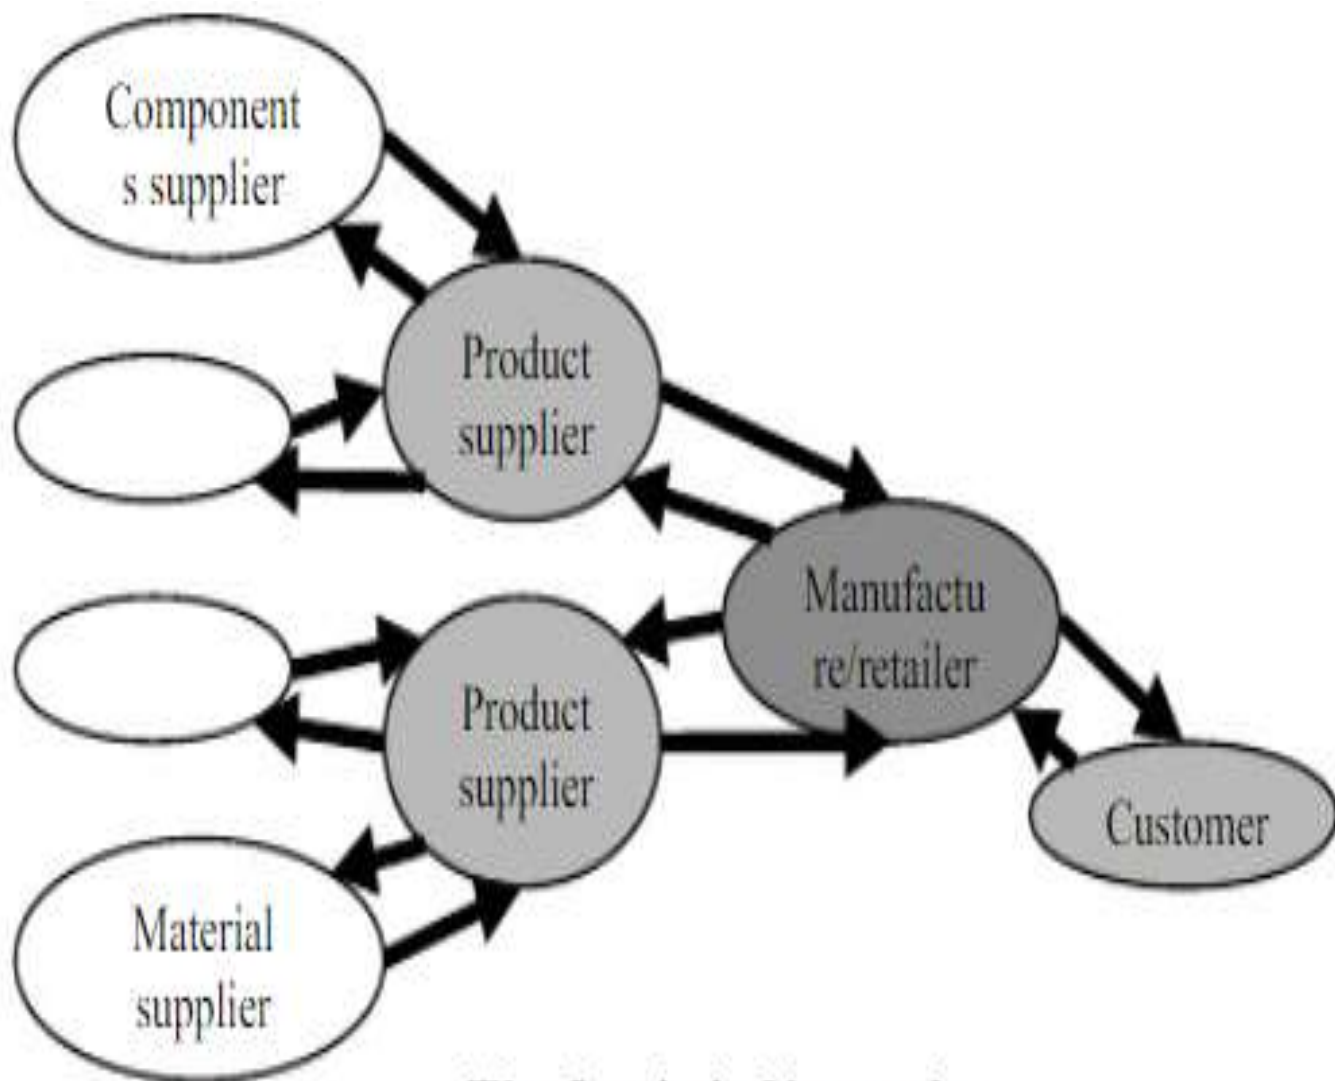 Component
s supplier
Product
supplier
Manufactu
re/retailer
Product
supplier
Customer
Material
supplier